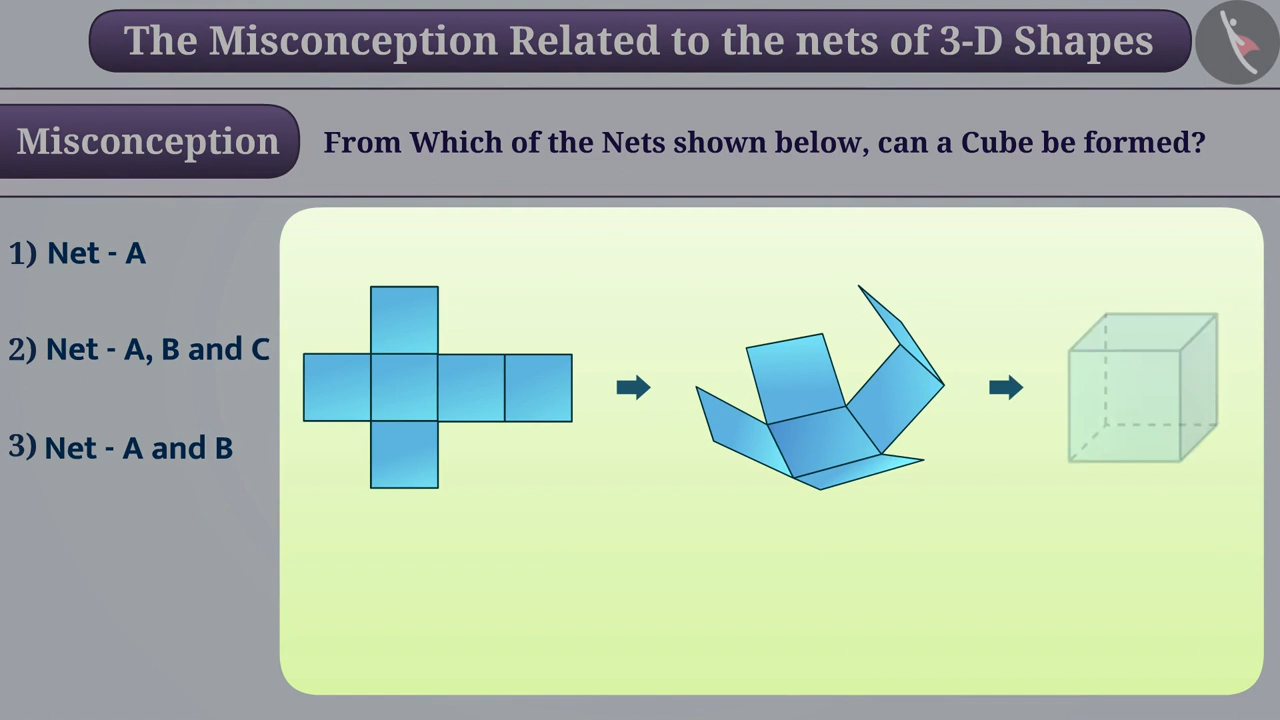 The Misconception Related to the nets of 3-D Shapes
Misconception
From Which of the Nets shown below, can a Cube be formed?
1) Net - A
2) Net - A, B and C
3) Net - A and B